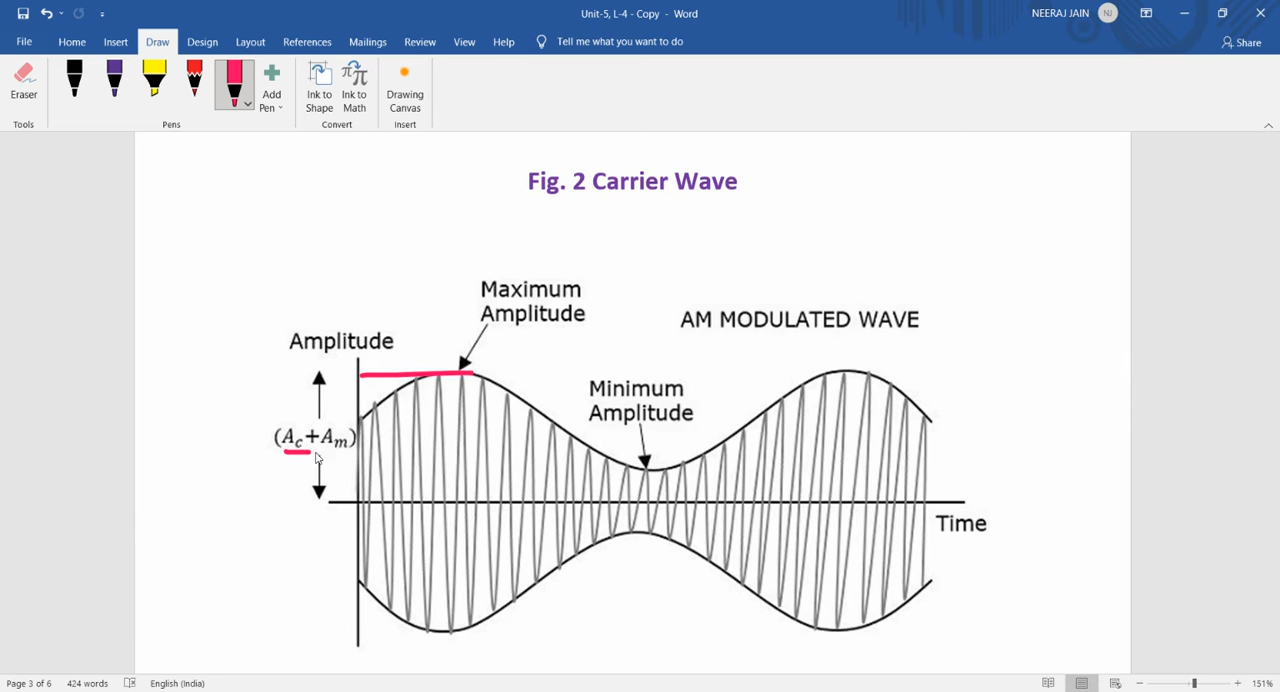 Unit-5, L-4 - Copy - Word
NEERAJ JAIN NJ
File Home Insert Draw Design Layout References Mailings Review View Help Tell me what you want to do Share
Eraser
Add Pen
Ink to Shape
Ink to Math
Drawing Canvas
Tools Pens Convert Insert
Fig. 2 Carrier Wave
Maximum
Amplitude
AM MODULATED WAVE
Amplitude
Minimum
Amplitude
(A_c+A_m)
Time
Page 3 of 6 424 words English (India) 151%